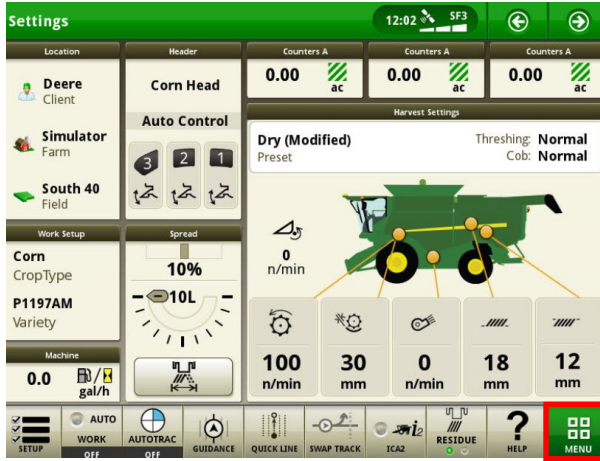 Settings
12:02 SF3
Location
Deere
Client
Simulator
Farm
South 40
Field
Header
Corn Head
Auto Control
3 2 1
Counters A
0.00 ac
Counters A
0.00 ac
Counters A
0.00 ac
Harvest Settings
Dry (Modified)
Preset
Threshing: Normal
Cob: Normal
0
n/min
100
n/min
30
mm
0
n/min
18
mm
12
mm
Work Setup
Corn
CropType
P1197AM
Variety
Spread
10%
10L
Machine
0.0 gal/h
SETUP
AUTO
WORK
OFF
AUTOTRAC
OFF
GUIDANCE
QUICK LINE
SWAP TRACK
i2
ICA2
RESIDUE
?
HELP
MENU